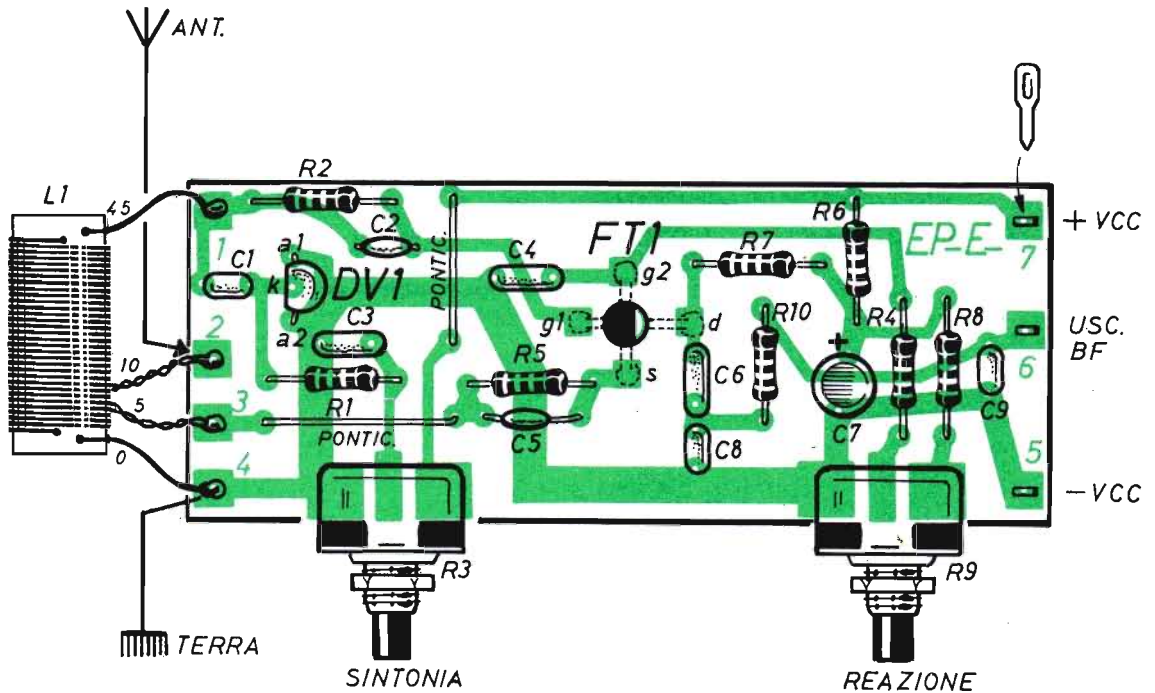 ANT.
L1
45
R2
1
a1
C2
C1
k
DV1
a2
C3
2
10
R1
5
3
PONTIC.
0
4
PONTIC.
C4
FT1
g2
g1
d
s
R5
C5
R7
R6
EP-E-
7
+VCC
R10
+
R4
R8
USC.
BF
6
C6
C7
C9
C8
5
-VCC
R3
R9
TERRA
SINTONIA
REAZIONE